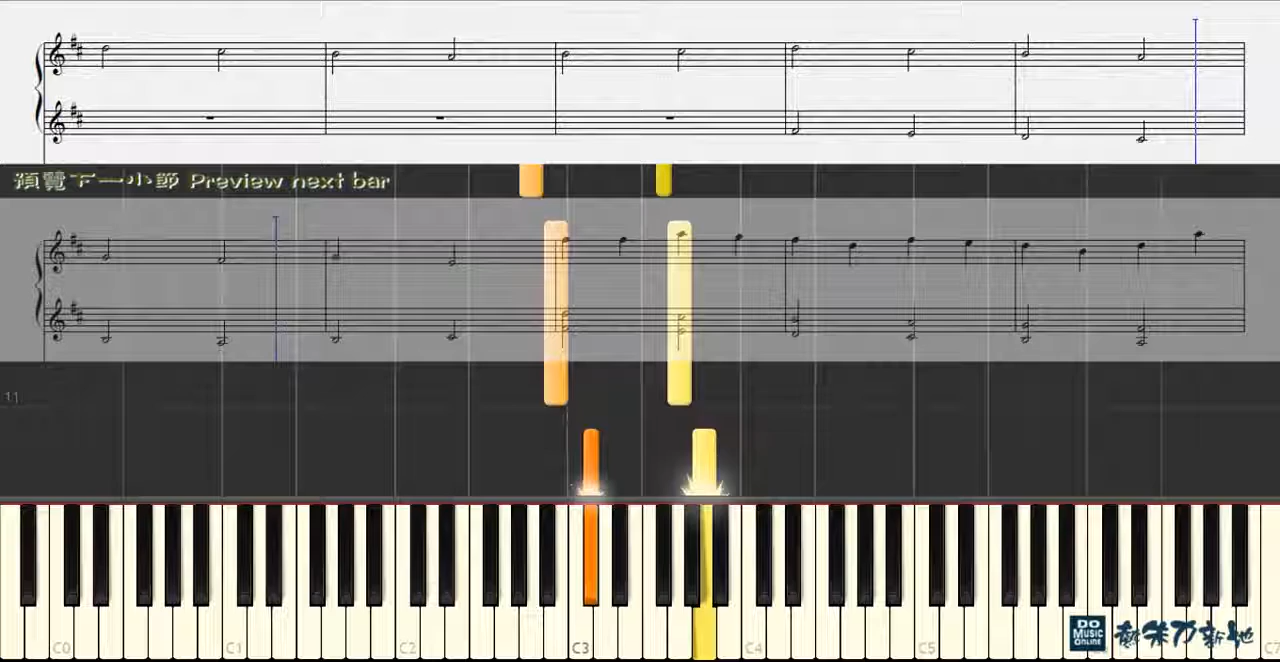 預覽下一小節 Preview next bar
11
C0 C1 C2 C3 C4 C5 C7
DO
MUSIC
ONLINE